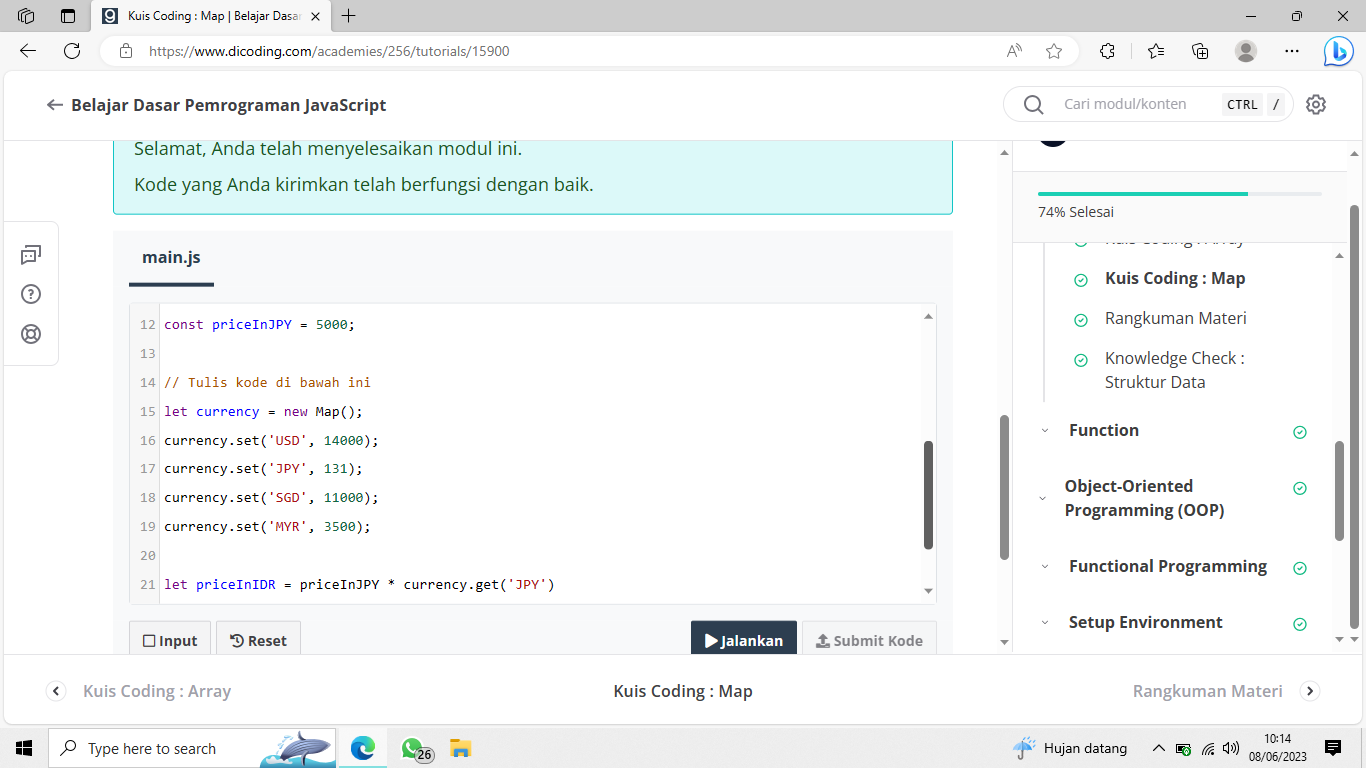 Kuis Coding : Map | Belajar Dasar
https://www.dicoding.com/academies/256/tutorials/15900
Belajar Dasar Pemrograman JavaScript
Cari modul/konten
CTRL
/
Selamat, Anda telah menyelesaikan modul ini.
Kode yang Anda kirimkan telah berfungsi dengan baik.
main.js
12 const priceInJPY = 5000;
13
14 // Tulis kode di bawah ini
15 let currency = new Map();
16 currency.set('USD', 14000);
17 currency.set('JPY', 131);
18 currency.set('SGD', 11000);
19 currency.set('MYR', 3500);
20
21 let priceInIDR = priceInJPY * currency.get('JPY')
Input
Reset
Jalankan
Submit Kode
74% Selesai
Kuis Coding : Array
Kuis Coding : Map
Rangkuman Materi
Knowledge Check :
Struktur Data
Function
Object-Oriented
Programming (OOP)
Functional Programming
Setup Environment
Kuis Coding : Array
Kuis Coding : Map
Rangkuman Materi
Type here to search
26
Hujan datang
10:14
08/06/2023